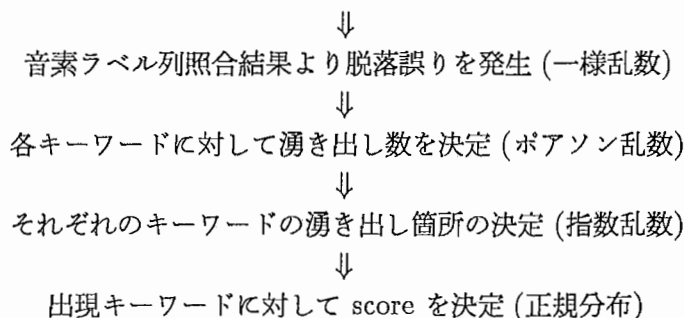 ⇓
音素ラベル列照合結果より脱落誤りを発生 (一様乱数)
⇓
各キーワードに対して湧き出し数を決定 (ポアソン乱数)
⇓
それぞれのキーワードの湧き出し箇所の決定 (指数乱数)
⇓
出現キーワードに対して score を決定 (正規分布)